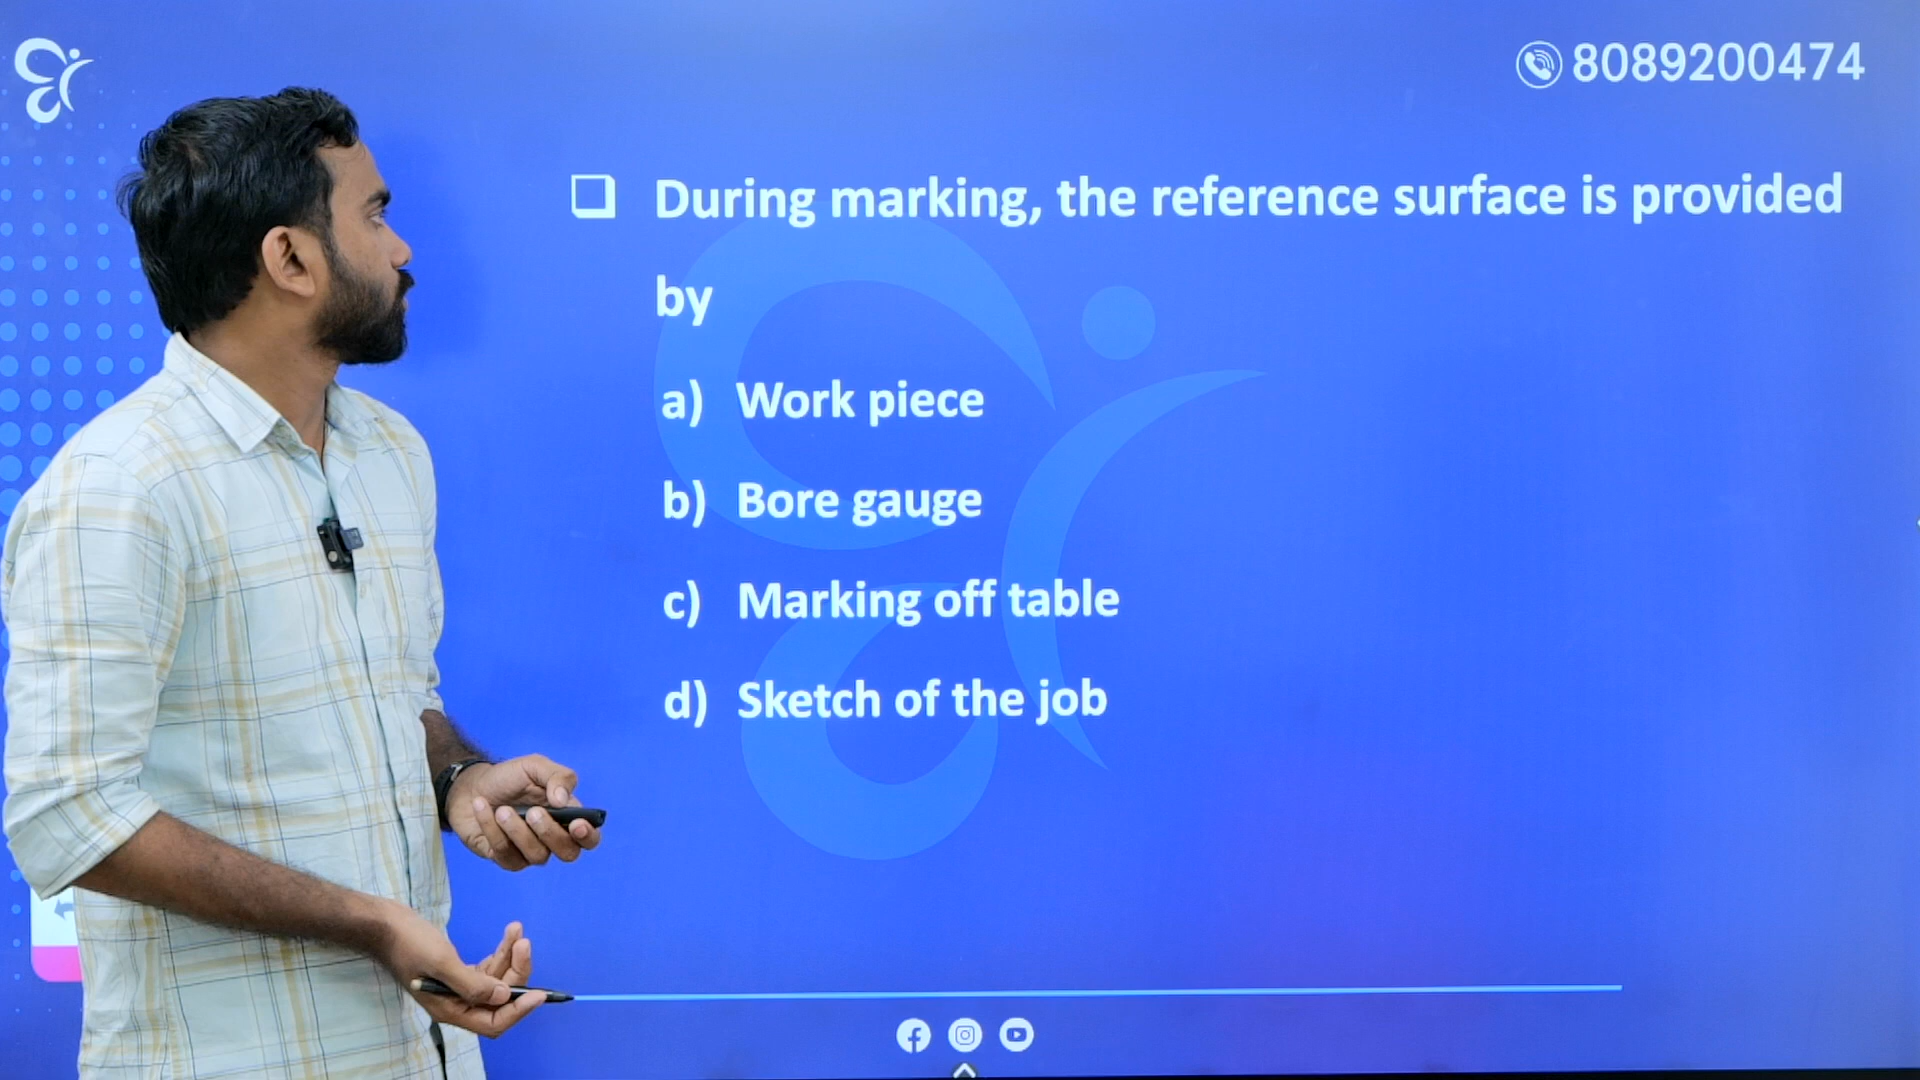 8089200474
❑ During marking, the reference surface is provided
by
a) Work piece
b) Bore gauge
c) Marking off table
d) Sketch of the job